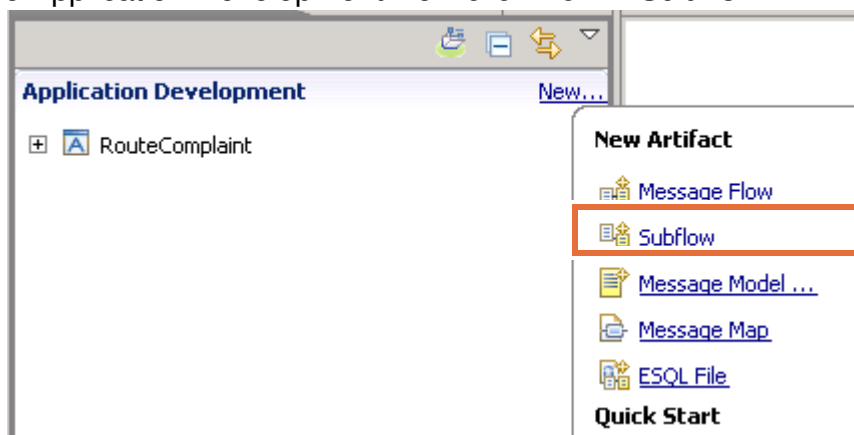 Application Development New...
RouteComplaint
New Artifact
Message Flow
Subflow
Message Model ...
Message Map
ESQL File
Quick Start